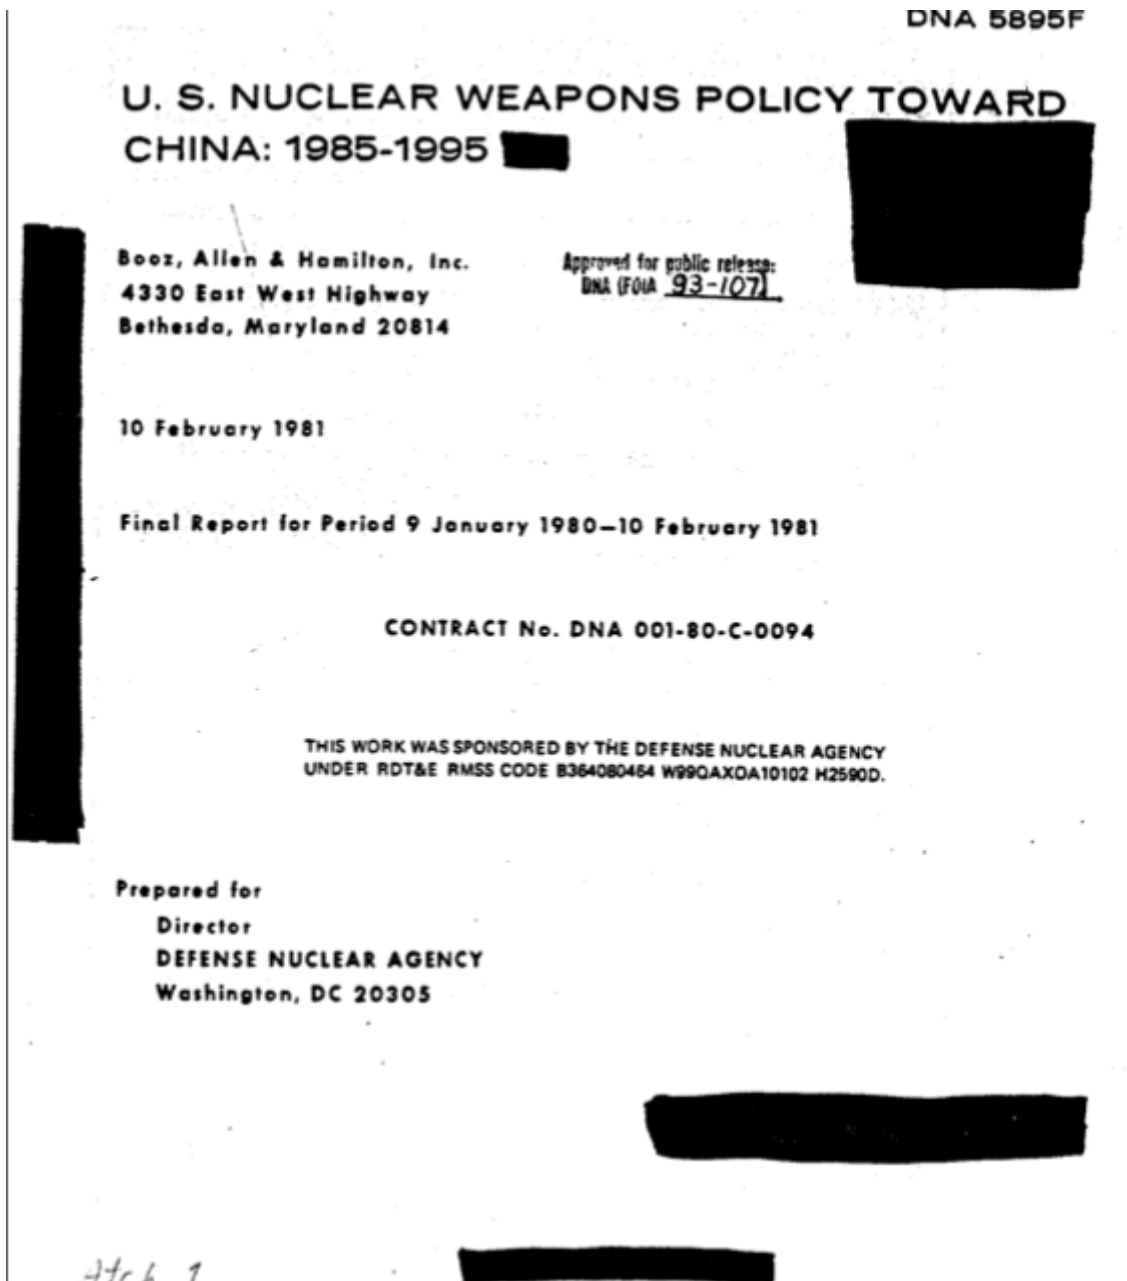 DNA 5895F
U. S. NUCLEAR WEAPONS POLICY TOWARD
CHINA: 1985-1995
Booz, Allen & Hamilton, Inc.
4330 East West Highway
Bethesda, Maryland 20814
Approved for public release:
DNA (FOIA 93-107).
10 February 1981
Final Report for Period 9 January 1980—10 February 1981
CONTRACT No. DNA 001-80-C-0094
THIS WORK WAS SPONSORED BY THE DEFENSE NUCLEAR AGENCY
UNDER RDT&E RMSS CODE B364080464 W99QAXOA10102 H2590D.
Prepared for
Director
DEFENSE NUCLEAR AGENCY
Washington, DC 20305
Atch 1